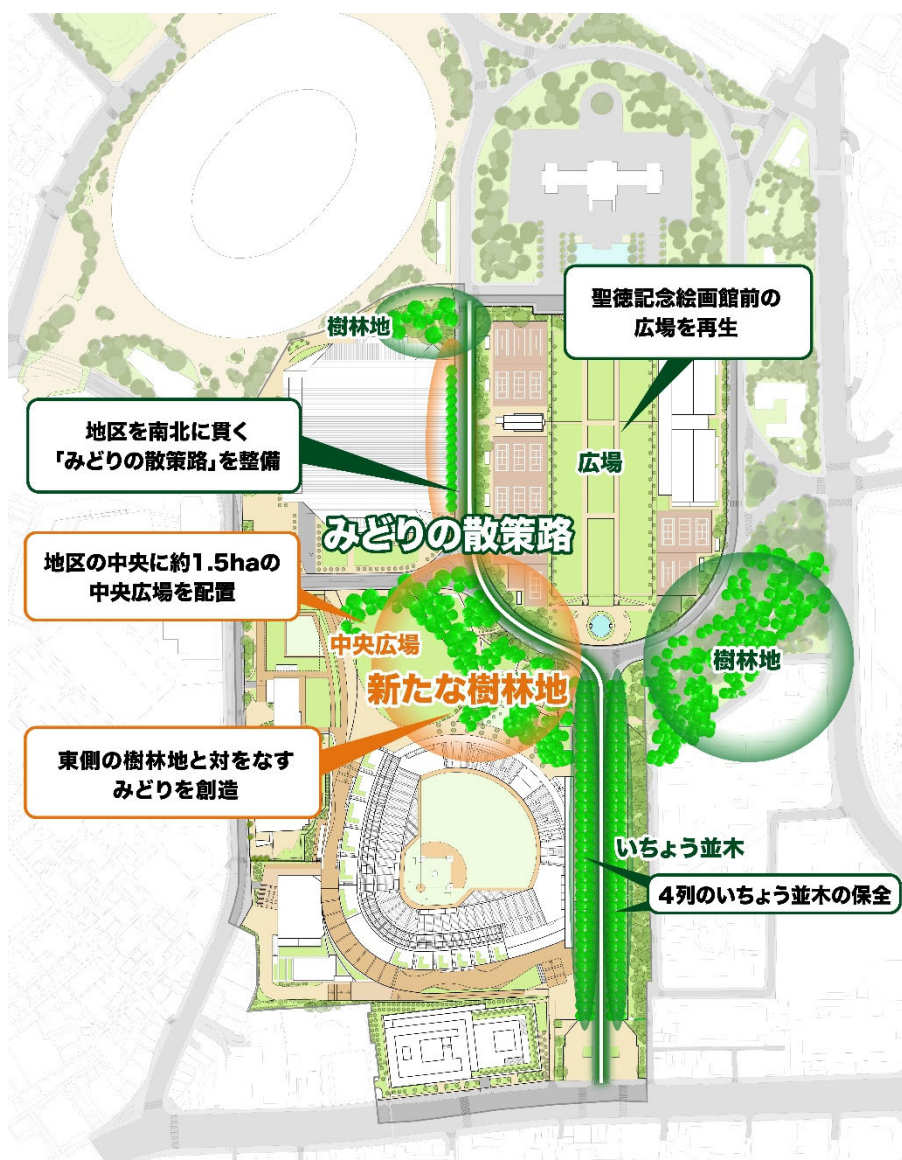 聖徳記念絵画館前の
広場を再生
樹林地
地区を南北に貫く
「みどりの散策路」を整備
広場
みどりの散策路
地区の中央に約1.5haの
中央広場を配置
中央広場
樹林地
新たな樹林地
東側の樹林地と対をなす
みどりを創造
いちょう並木
4列のいちょう並木の保全